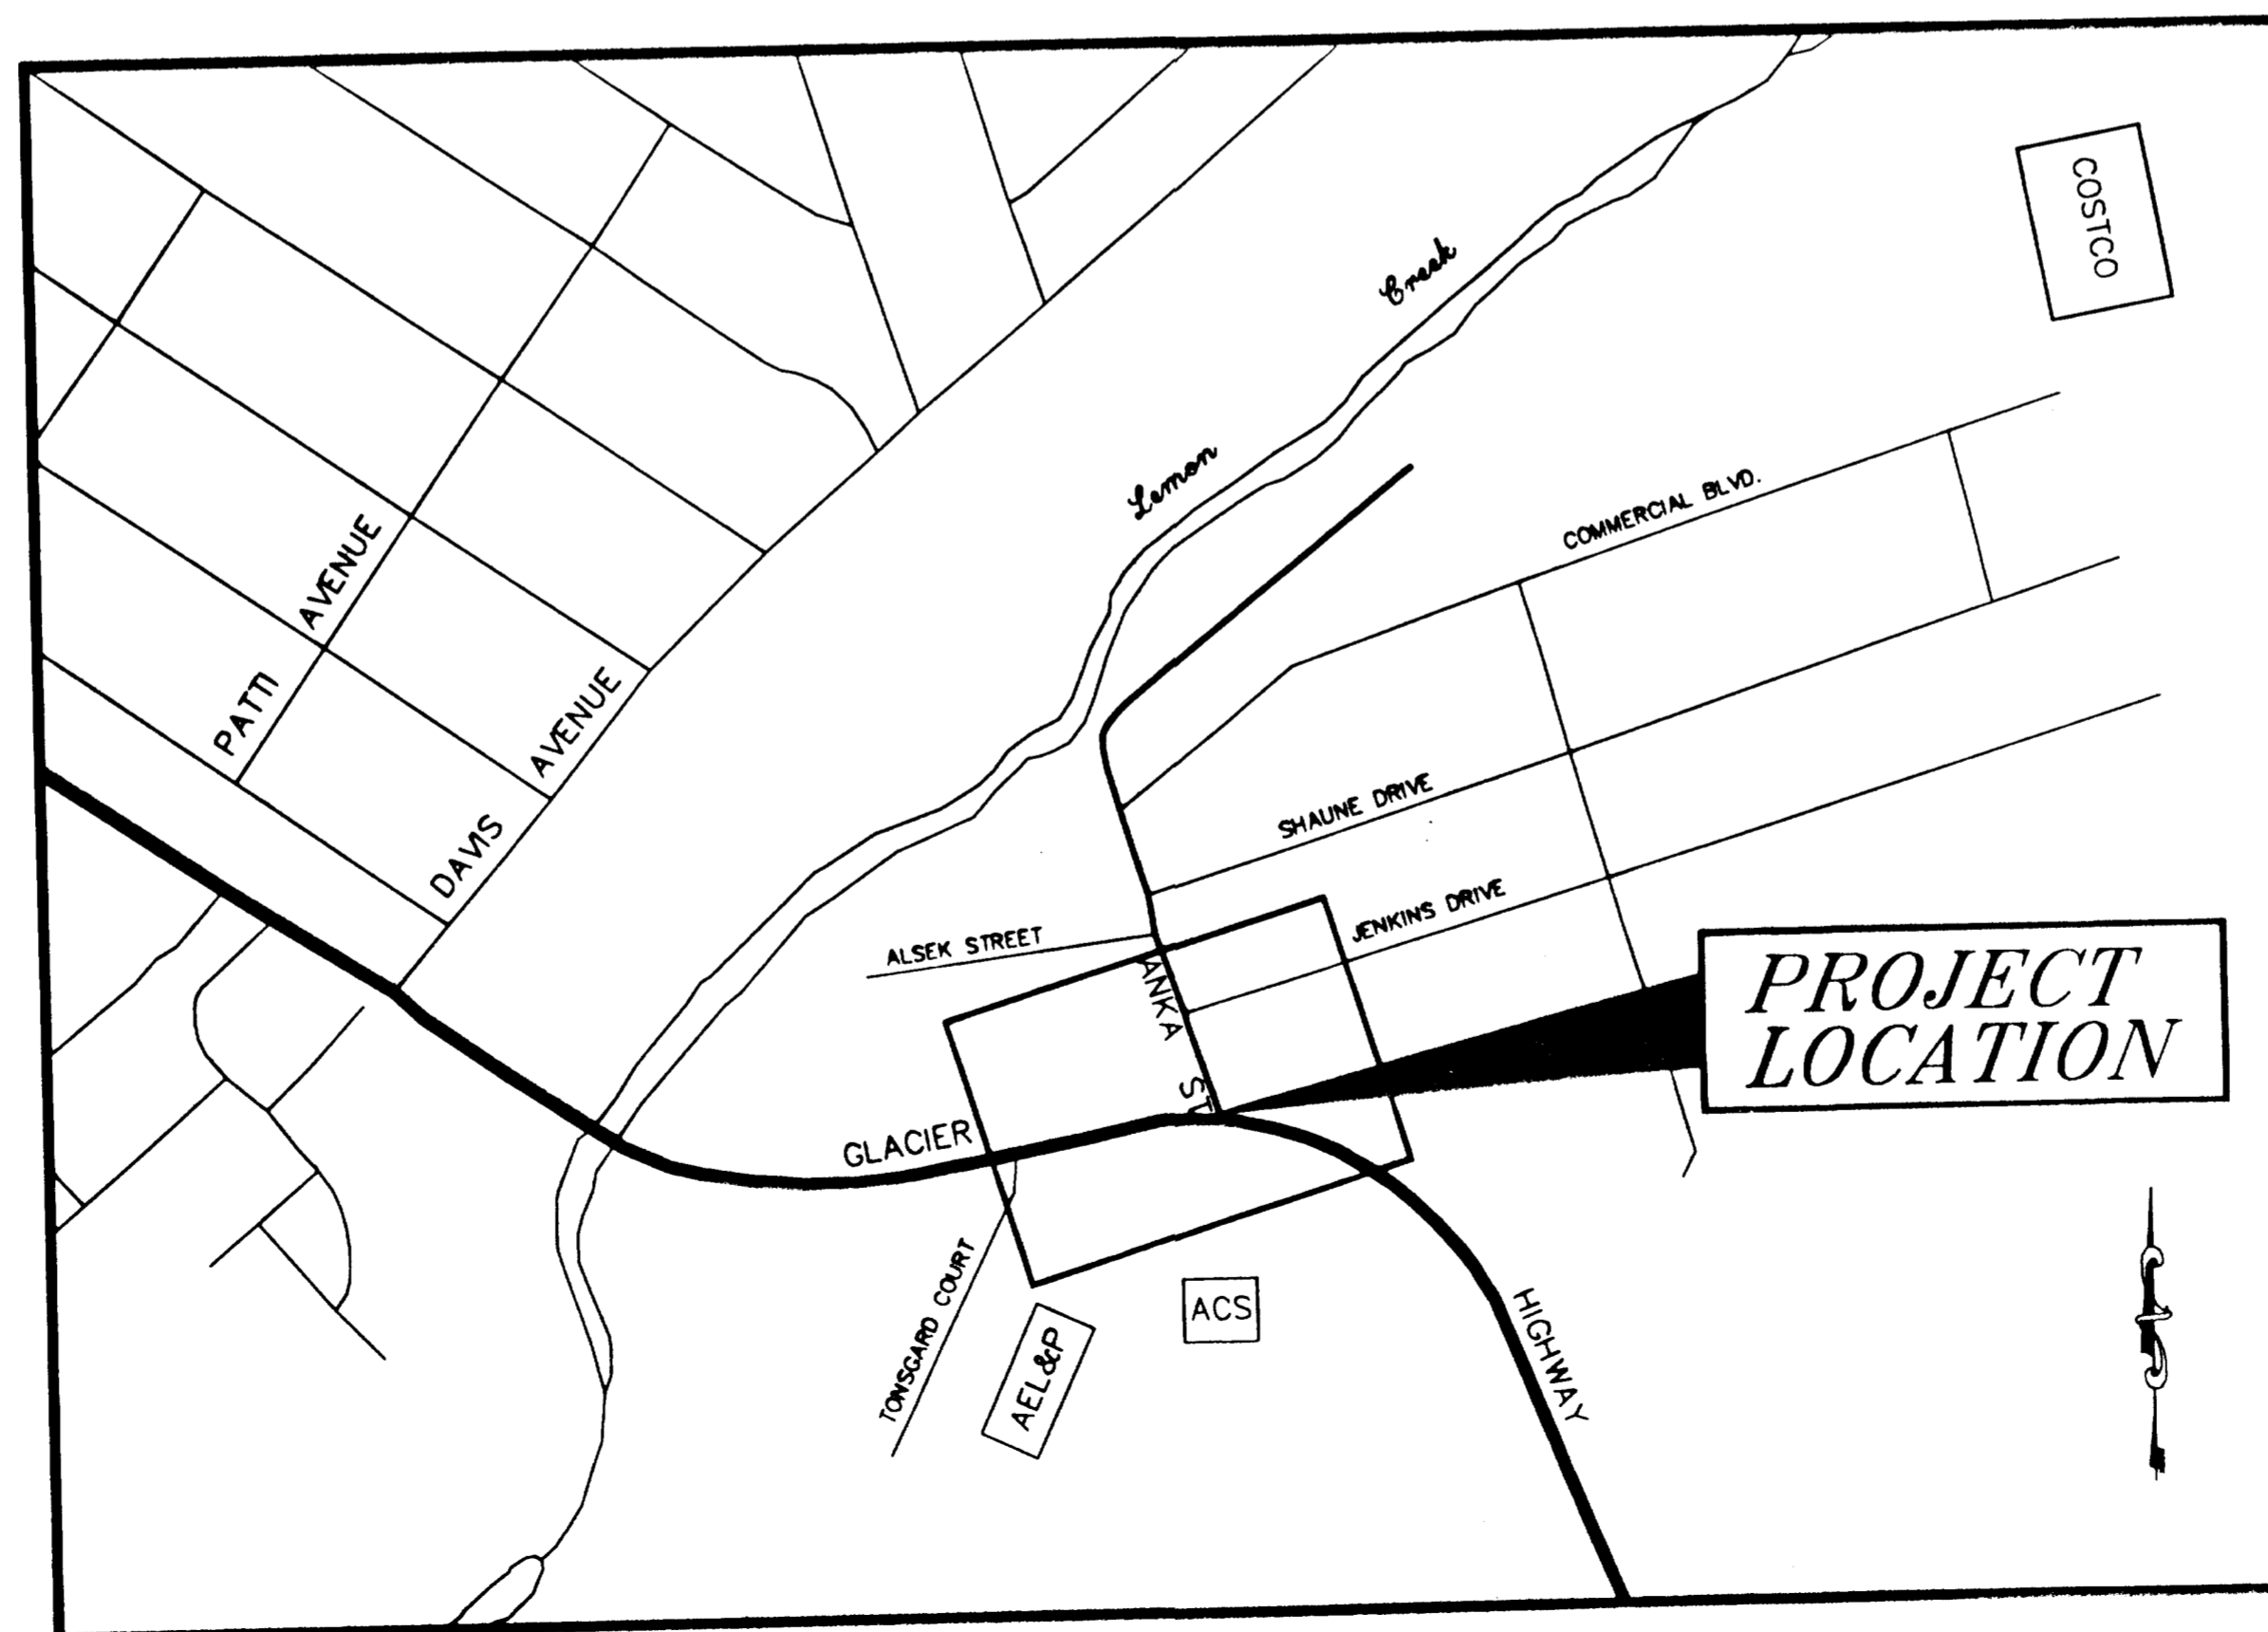 COSTCO
Creek
Lemon
COMMERCIAL BLVD.
PATTI AVENUE
DAVIS AVENUE
SHAUNE DRIVE
JENKINS DRIVE
ALSEK STREET
ANKA ST
PROJECT
LOCATION
GLACIER HIGHWAY
TONSGARD COURT
AEL&P
ACS